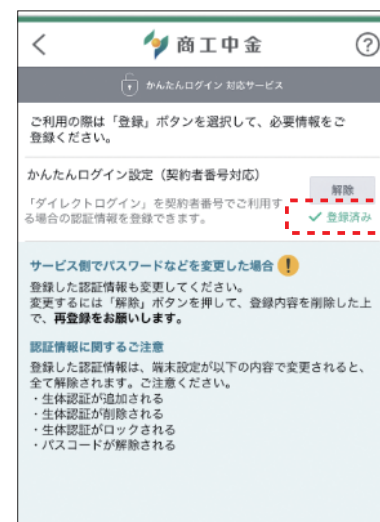 商工中金
かんたんログイン 対応サービス
ご利用の際は「登録」ボタンを選択して、必要情報をご
登録ください。
かんたんログイン設定（契約者番号対応）
解除
「ダイレクトログイン」を契約者番号でご利用す
る場合の認証情報を登録できます。
登録済み
サービス側でパスワードなどを変更した場合
登録した認証情報も変更してください。
変更するには「解除」ボタンを押して、登録内容を削除した上
で、再登録をお願いします。
認証情報に関するご注意
登録した認証情報は、端末設定が以下の内容で変更されると、
全て解除されます。ご注意ください。
・生体認証が追加される
・生体認証が削除される
・生体認証がロックされる
・パスコードが解除される